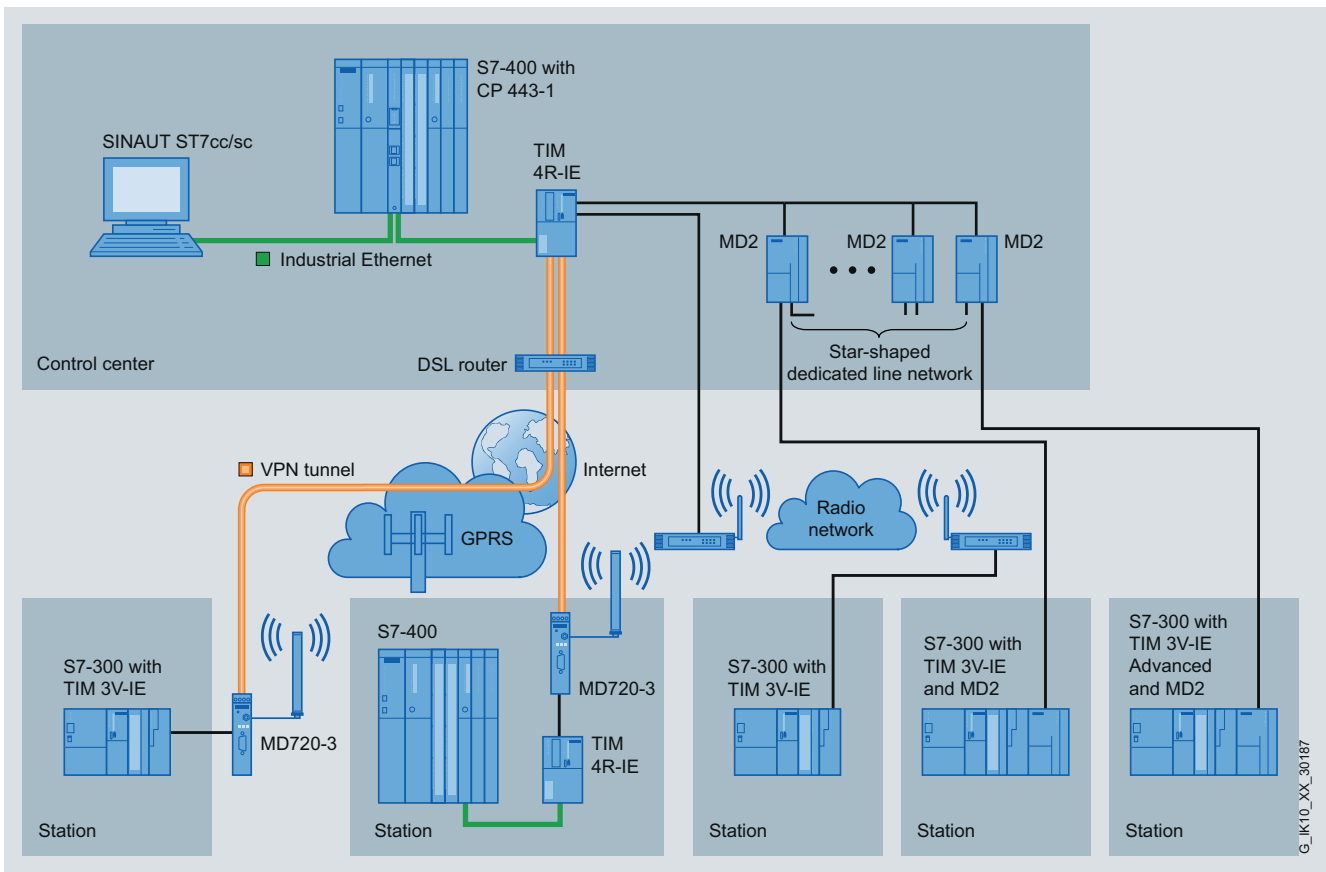 S7-400 with
CP 443-1
SINAUT ST7cc/sc
TIM
4R-IE
MD2
MD2
MD2
Industrial Ethernet
Star-shaped
dedicated line network
Control center
DSL router
VPN tunnel
Internet
GPRS
Radio
network
S7-300 with
TIM 3V-IE
MD720-3
Station
S7-400
MD720-3
TIM
4R-IE
Station
S7-300 with
TIM 3V-IE
Station
S7-300 with
TIM 3V-IE
and MD2
Station
S7-300 with
TIM 3V-IE
Advanced
and MD2
Station
G_IK10_XX_30187